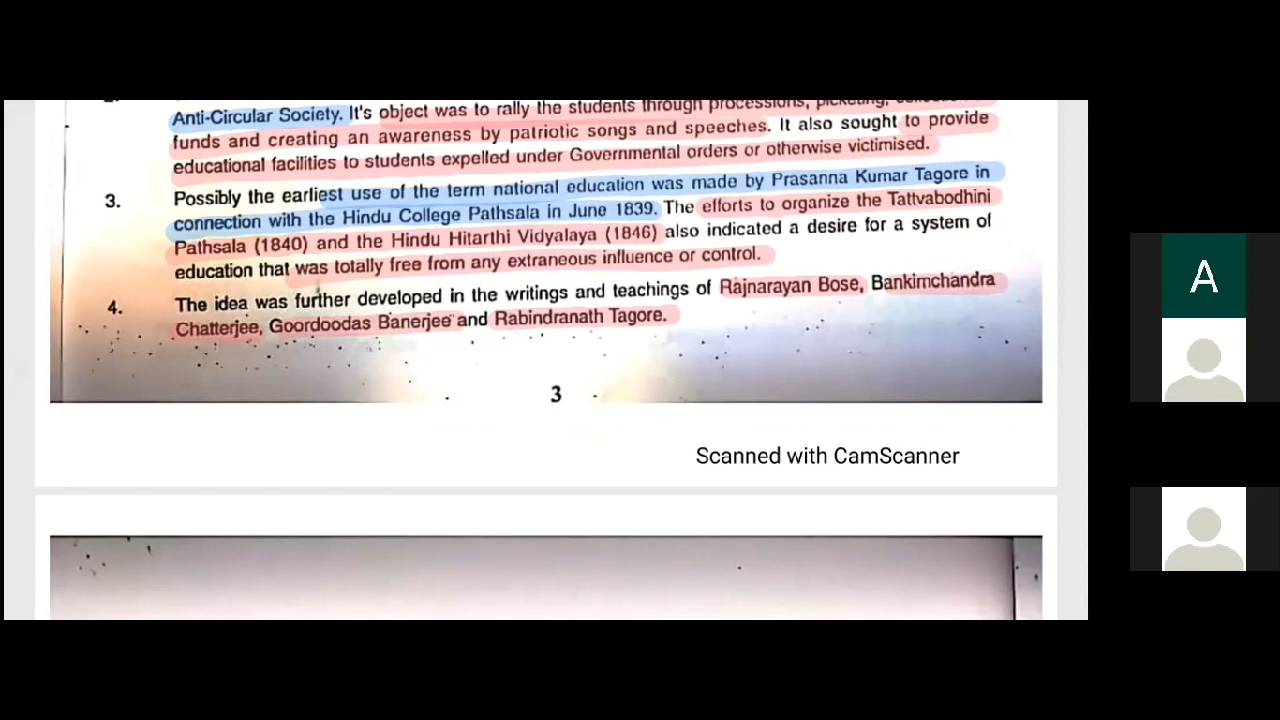 Anti-Circular Society. It's object was to rally the students through processions, picketing,
funds and creating an awareness by patriotic songs and speeches. It also sought to provide
educational facilities to students expelled under Governmental orders or otherwise victimised.
3. Possibly the earliest use of the term national education was made by Prasanna Kumar Tagore in
connection with the Hindu College Pathsala in June 1839. The efforts to organize the Tattvabodhini
Pathsala (1840) and the Hindu Hitarthi Vidyalaya (1846) also indicated a desire for a system of
education that was totally free from any extraneous influence or control.
4. The idea was further developed in the writings and teachings of Rajnarayan Bose, Bankimchandra
Chatterjee, Goordoodas Banerjee and Rabindranath Tagore.
3
Scanned with CamScanner
A